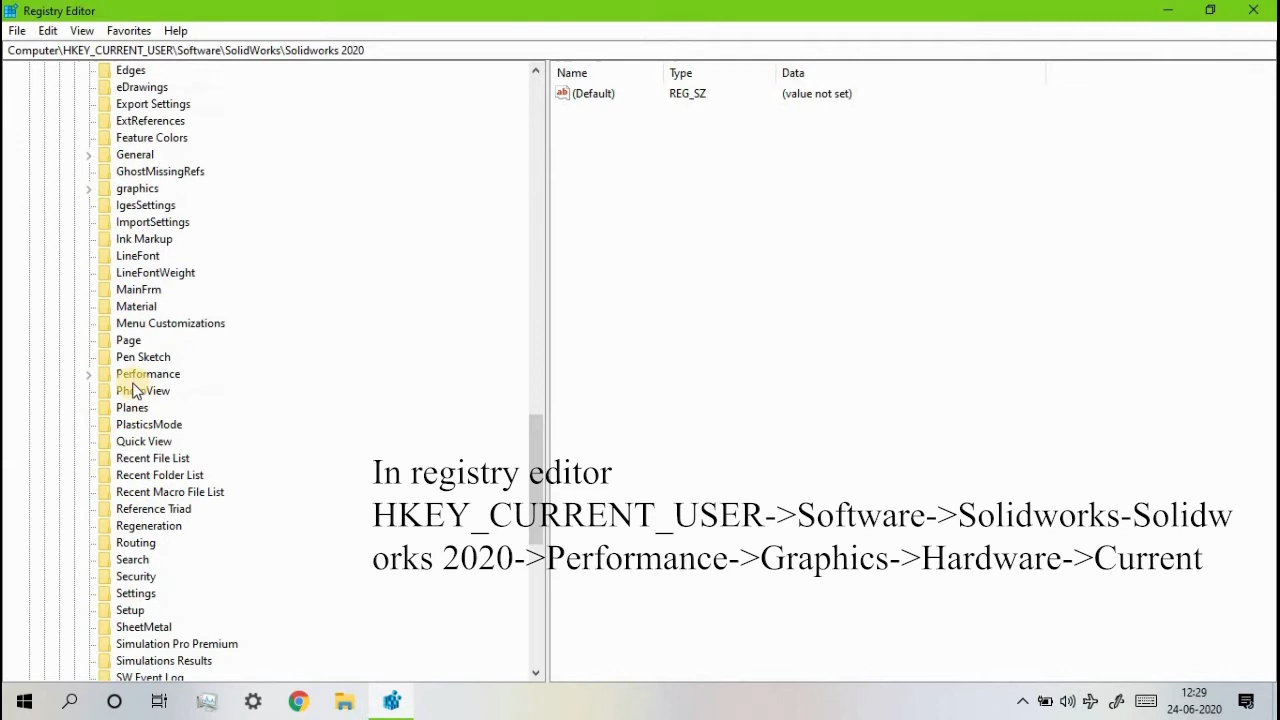 Registry Editor
File Edit View Favorites Help
Computer\HKEY_CURRENT_USER\Software\SolidWorks\Solidworks 2020
Edges
eDrawings
Export Settings
ExtReferences
Feature Colors
General
GhostMissingRefs
graphics
IgesSettings
ImportSettings
Ink Markup
LineFont
LineFontWeight
MainFrm
Material
Menu Customizations
Page
Pen Sketch
Performance
PhotoView
Planes
PlasticsMode
Quick View
Recent File List
Recent Folder List
Recent Macro File List
Reference Triad
Regeneration
Routing
Search
Security
Settings
Setup
SheetMetal
Simulation Pro Premium
Simulations Results
SW Event Log
Name Type Data
ab (Default) REG_SZ (value not set)
In registry editor
HKEY_CURRENT_USER->Software->Solidworks-Solidw
orks 2020->Performance->Graphics->Hardware->Current
12:29
24-06-2020